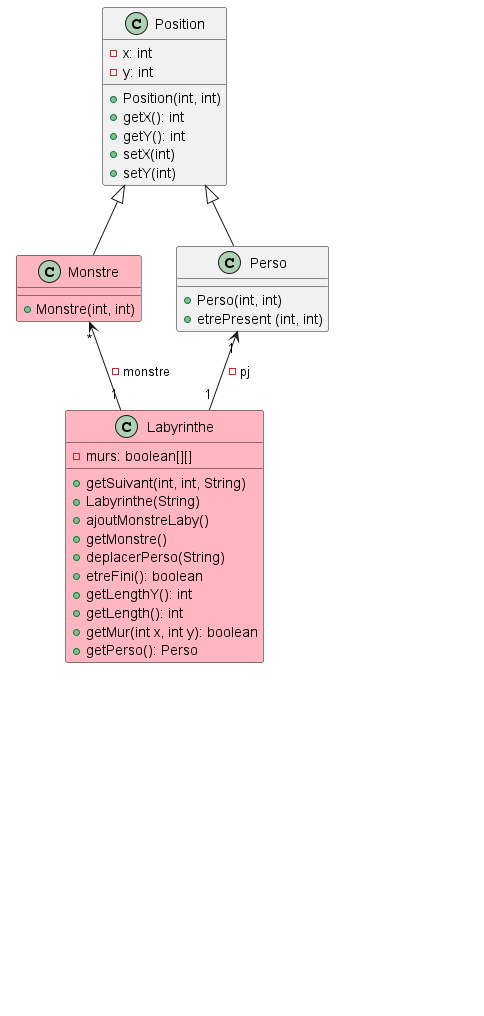 C Position
x: int
y: int
Position(int, int)
getX(): int
getY(): int
setX(int)
setY(int)
C Monstre
Monstre(int, int)
C Perso
Perso(int, int)
etrePresent (int, int)
* 1
monstre pj
1 1
C Labyrinthe
murs: boolean[][]
getSuivant(int, int, String)
Labyrinthe(String)
ajoutMonstreLaby()
getMonstre()
deplacerPerso(String)
etreFini(): boolean
getLengthY(): int
getLength(): int
getMur(int x, int y): boolean
getPerso(): Perso